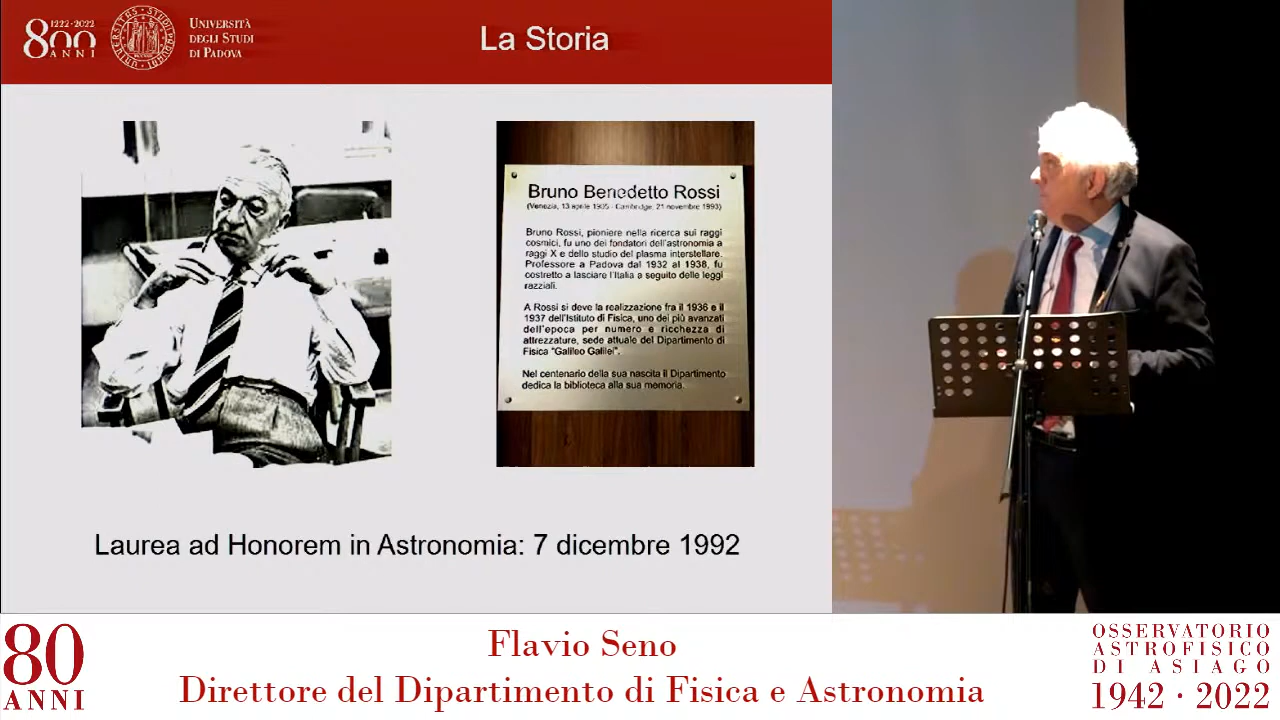 1222·2022
800
ANNI
UNIVERSITÀ
DEGLI STUDI
DI PADOVA
La Storia
Bruno Benedetto Rossi
(Venezia, 13 aprile 1905 - Cambridge, 21 novembre 1993)
Bruno Rossi, pioniere nella ricerca sui raggi
cosmici, fu uno dei fondatori dell'astronomia a
raggi X e dello studio del plasma interstellare.
Professore a Padova dal 1932 al 1938, fu
costretto a lasciare l'Italia a seguito delle leggi
razziali.
A Rossi si deve la realizzazione fra il 1936 e il
1937 dell'Istituto di Fisica, uno dei più avanzati
dell'epoca per numero e ricchezza di
attrezzature, sede attuale del Dipartimento di
Fisica "Galileo Galilei".
Nel centenario della sua nascita il Dipartimento
dedica la biblioteca alla sua memoria.
Laurea ad Honorem in Astronomia: 7 dicembre 1992
80
ANNI
Flavio Seno
Direttore del Dipartimento di Fisica e Astronomia
OSSERVATORIO
ASTROFISICO
DI ASIAGO
1942 · 2022